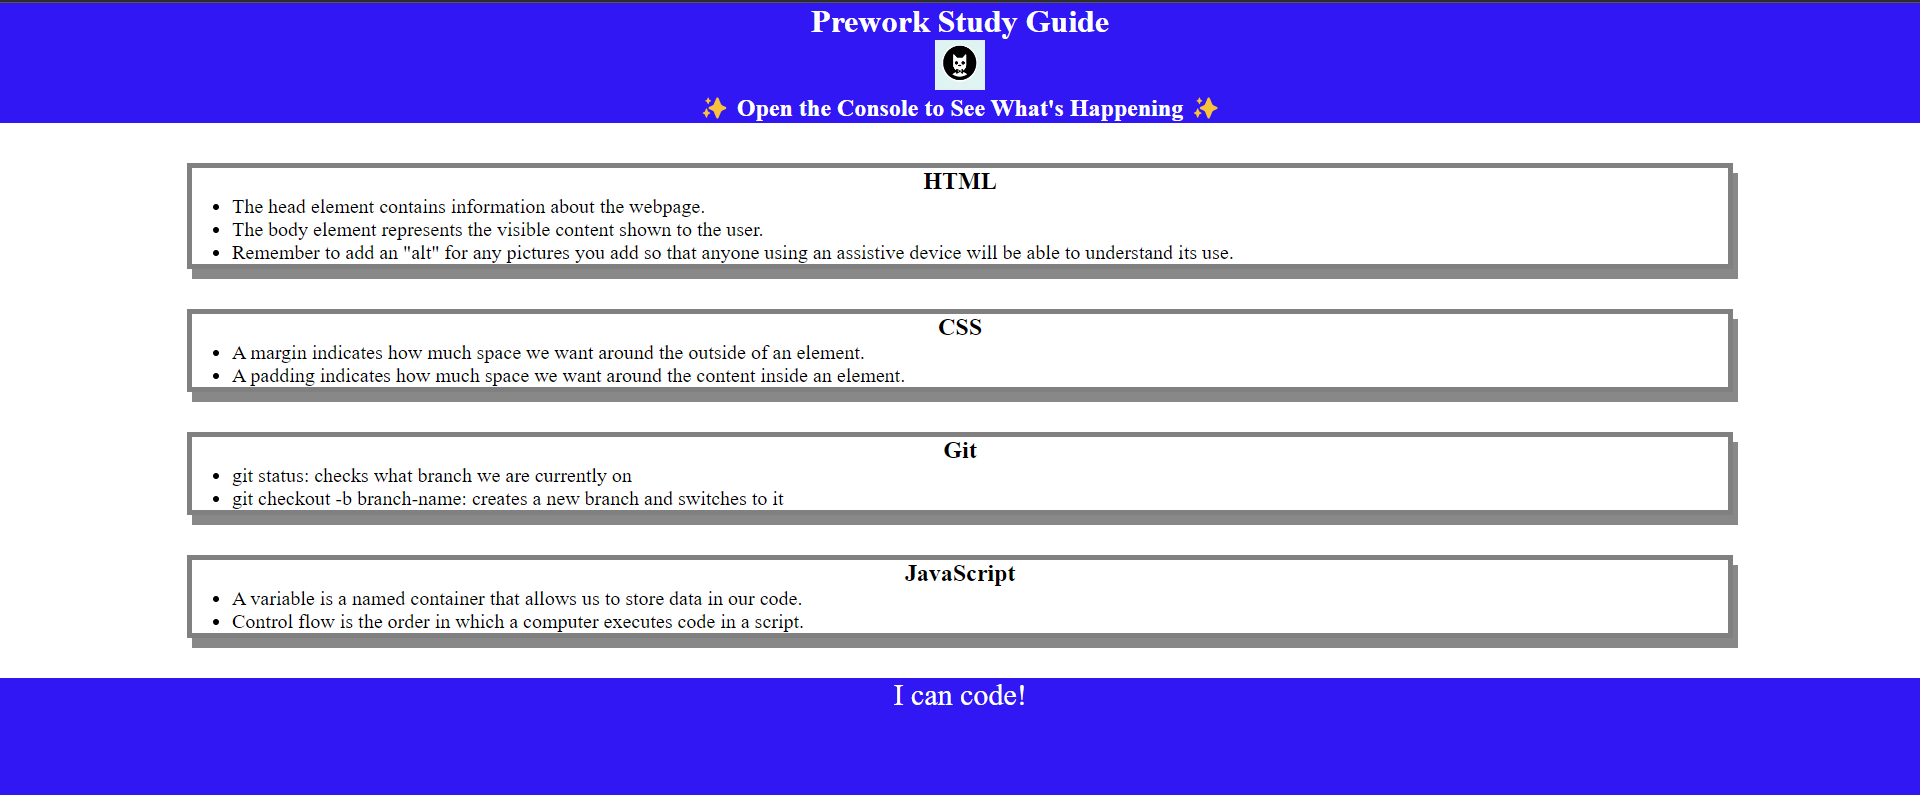 Prework Study Guide
✨ Open the Console to See What's Happening ✨
HTML
• The head element contains information about the webpage.
• The body element represents the visible content shown to the user.
• Remember to add an "alt" for any pictures you add so that anyone using an assistive device will be able to understand its use.
CSS
• A margin indicates how much space we want around the outside of an element.
• A padding indicates how much space we want around the content inside an element.
Git
• git status: checks what branch we are currently on
• git checkout -b branch-name: creates a new branch and switches to it
JavaScript
• A variable is a named container that allows us to store data in our code.
• Control flow is the order in which a computer executes code in a script.
I can code!